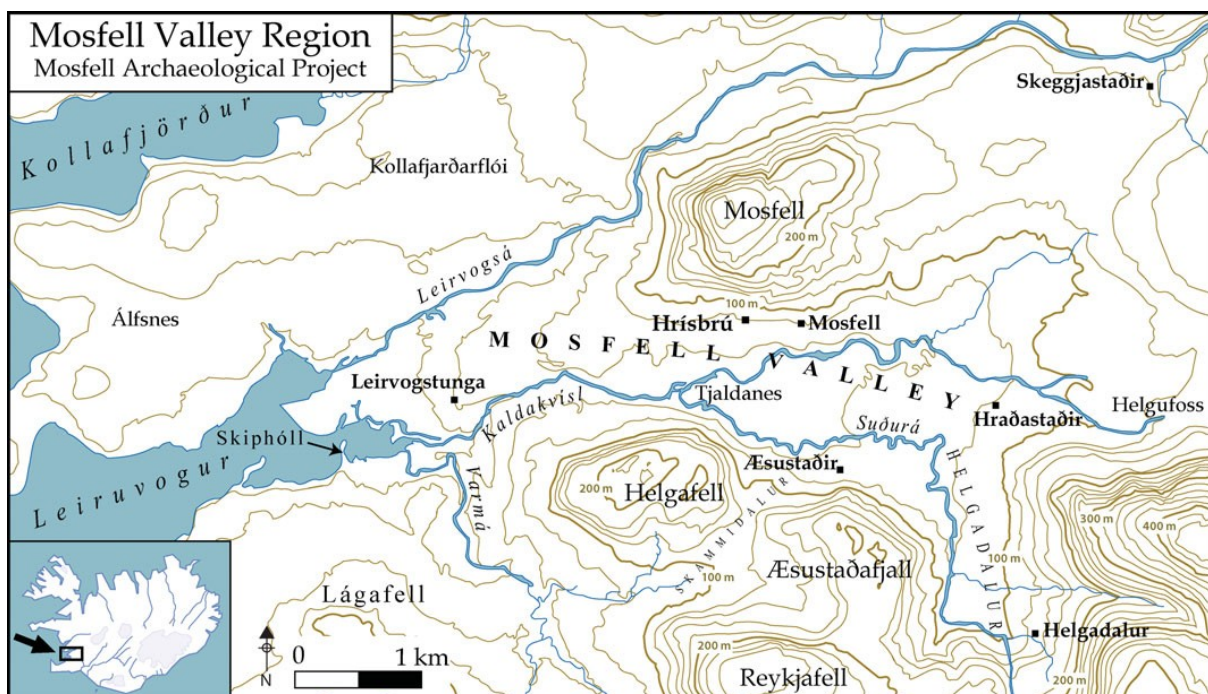 Mosfell Valley Region
Mosfell Archaeological Project
Skeggjastaðir
Kollafjörður
Kollafjarðarflói
Mosfell
200 m
Leirvogsá
Álfsnes
100 m
Hrísbrú
Mosfell
MOSFELL VALLEY
Leirvogstunga
Kaldakvísl
Tjaldanes
Hraðastaðir
Helgufoss
Suðurá
Skiphóll
Æsustaðir
Leiruvogur
Varmá
200 m
Helgafell
HELGADALUR
300 m
400 m
SKAMMIDALUR
100 m
Æsustaðafjall
100 m
Lágafell
Helgadalur
200 m
200 m
Reykjafell
N
0 1 km